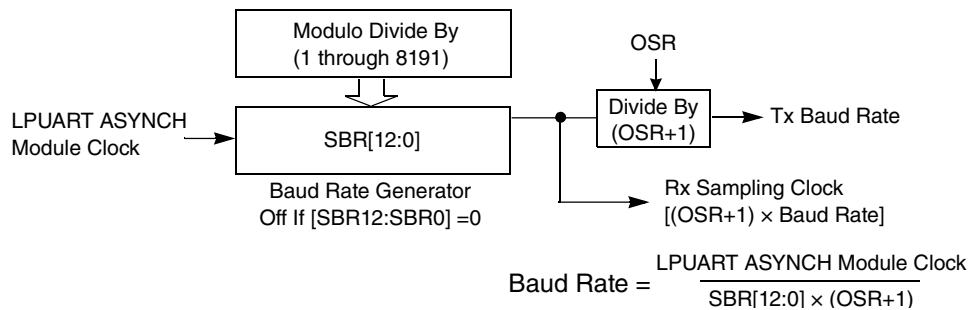 Modulo Divide By
(1 through 8191)
OSR
LPUART ASYNCH
Module Clock
SBR[12:0]
Divide By
(OSR+1)
Tx Baud Rate
Baud Rate Generator
Off If [SBR12:SBR0] =0
Rx Sampling Clock
[(OSR+1) × Baud Rate]
Baud Rate =
LPUART ASYNCH Module Clock
SBR[12:0] × (OSR+1)